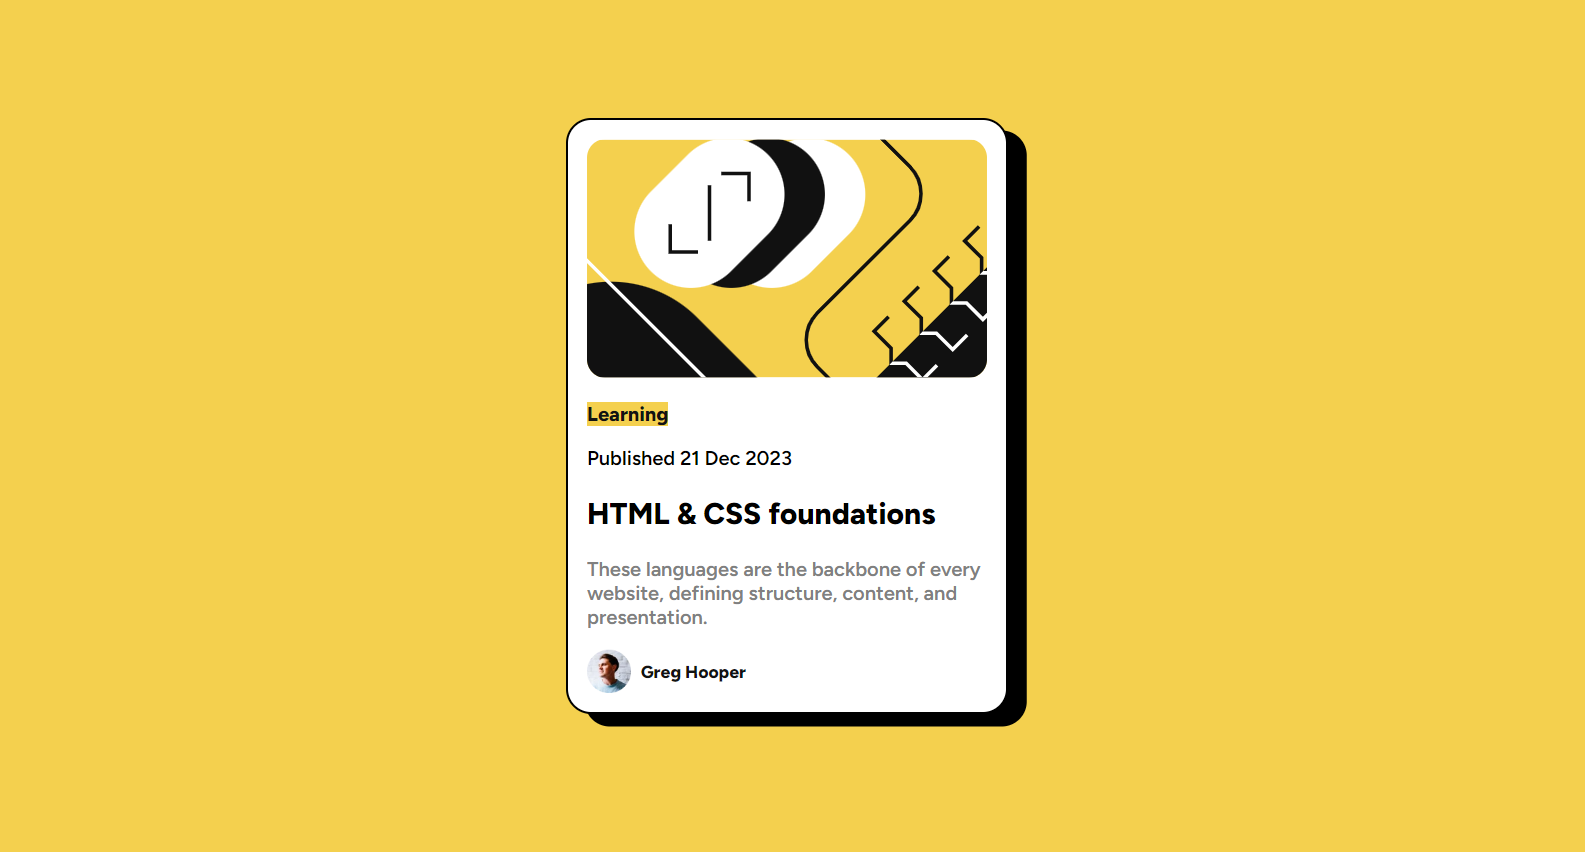 Learning
Published 21 Dec 2023
HTML & CSS foundations
These languages are the backbone of every
website, defining structure, content, and
presentation.
Greg Hooper